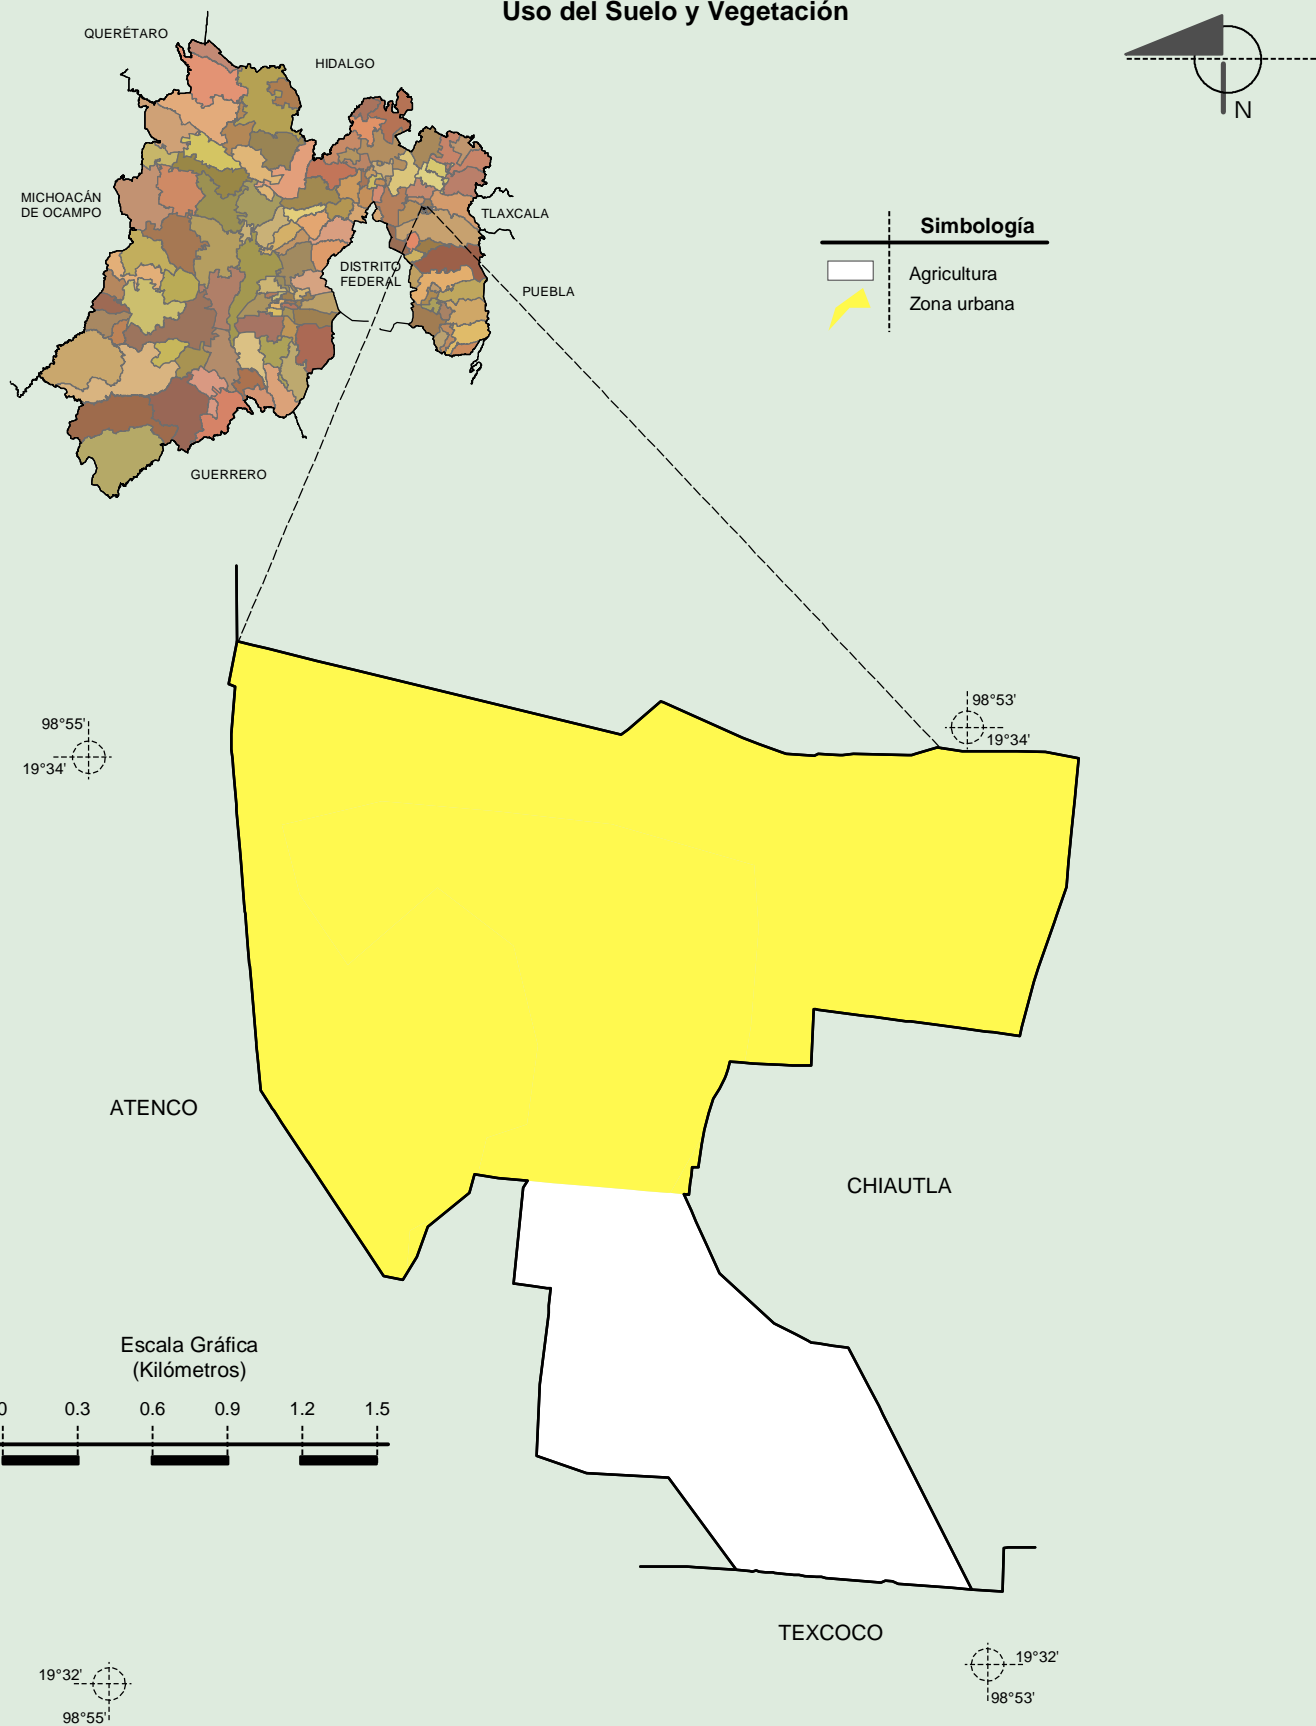 Uso del Suelo y Vegetación
QUERÉTARO
HIDALGO
N
MICHOACÁN
DE OCAMPO
TLAXCALA
Simbología
DISTRITO
FEDERAL
PUEBLA
Agricultura
Zona urbana
GUERRERO
98°55'
19°34'
98°53'
19°34'
ATENCO
CHIAUTLA
Escala Gráfica
(Kilómetros)
0 0.3 0.6 0.9 1.2 1.5
TEXCOCO
19°32'
98°55'
19°32'
98°53'